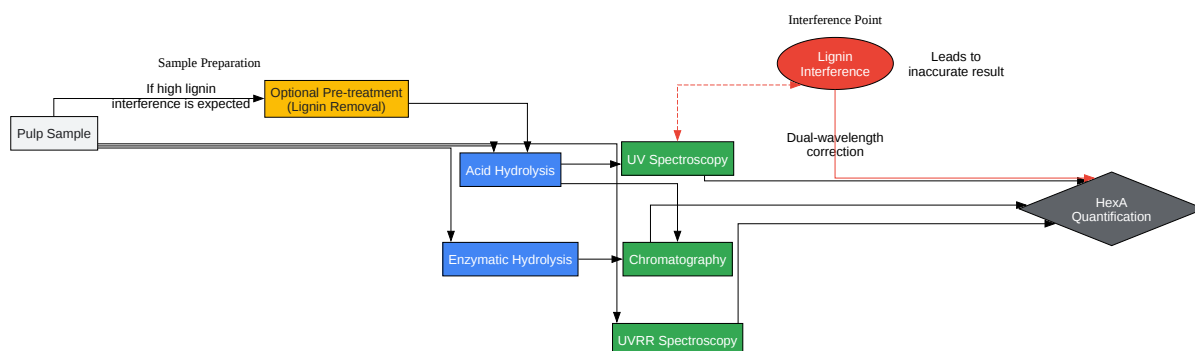 Interference Point
Lignin
Interference
Leads to
inaccurate result
Sample Preparation
If high lignin
interference is expected
Optional Pre-treatment
(Lignin Removal)
Pulp Sample
Dual-wavelength
correction
UV Spectroscopy
Acid Hydrolysis
HexA
Quantification
Enzymatic Hydrolysis
Chromatography
UVRR Spectroscopy